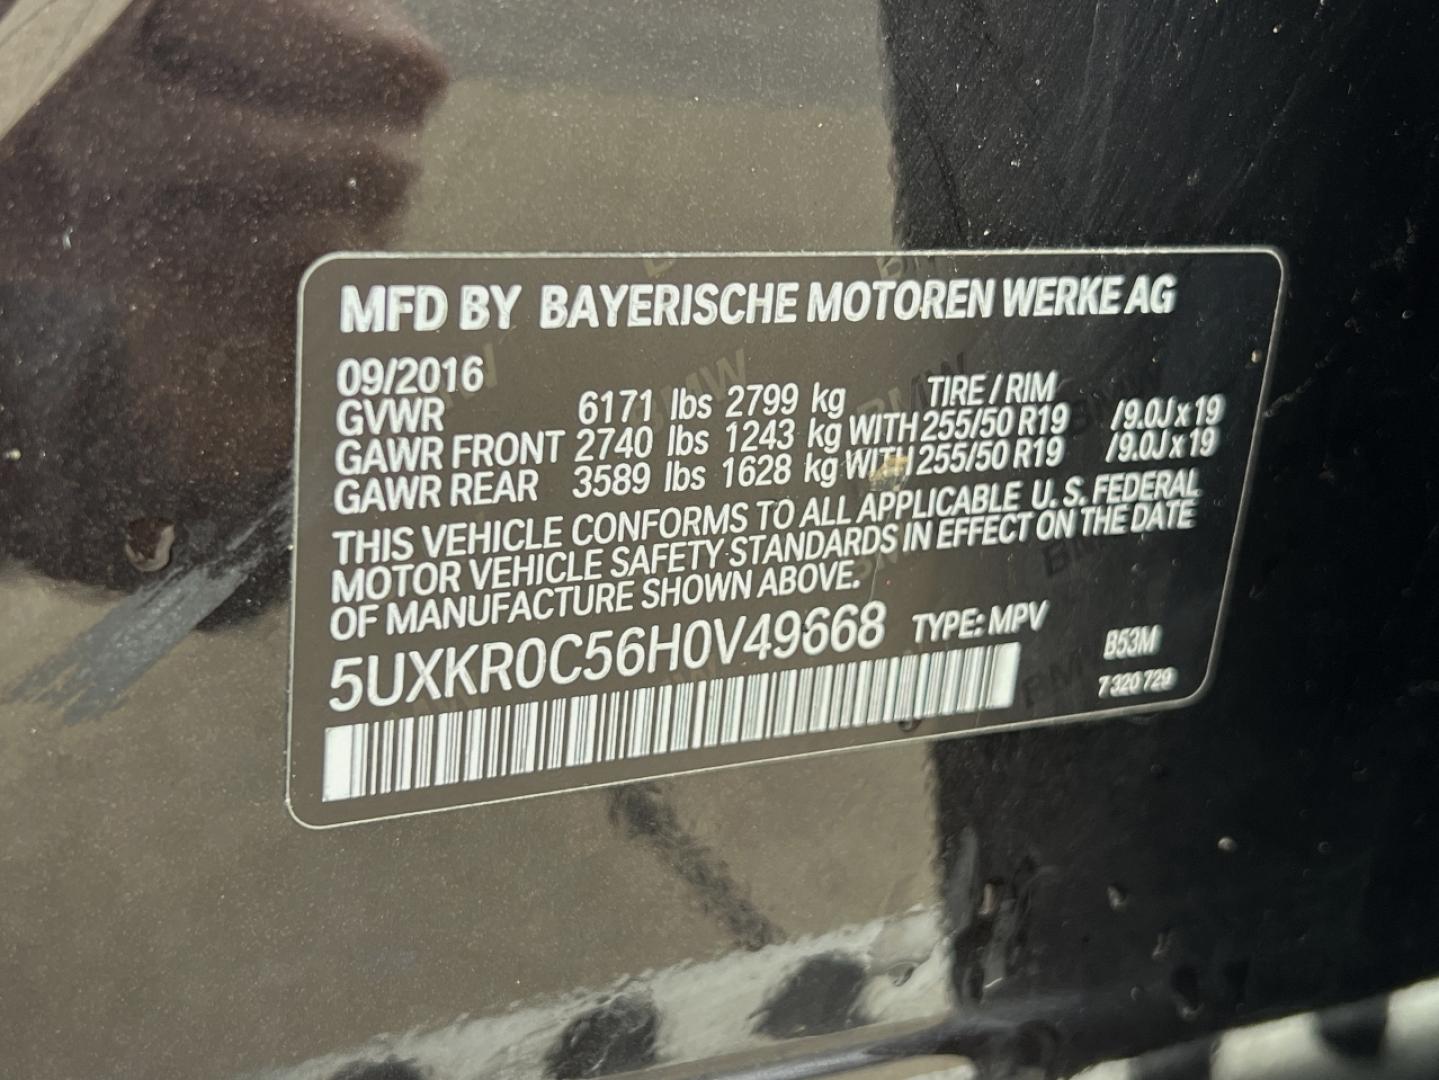 MFD BY BAYERISCHE MOTOREN WERKE AG
09/2016
GVWR 6171 lbs 2799 kg TIRE / RIM
GAWR FRONT 2740 lbs 1243 kg WITH 255/50 R19 /9.0J x 19
GAWR REAR 3589 lbs 1628 kg WITH 255/50 R19 /9.0J x 19
THIS VEHICLE CONFORMS TO ALL APPLICABLE U. S. FEDERAL
MOTOR VEHICLE SAFETY STANDARDS IN EFFECT ON THE DATE
OF MANUFACTURE SHOWN ABOVE.
5UXKR0C56H0V49668 TYPE: MPV
B53M
7 320 729